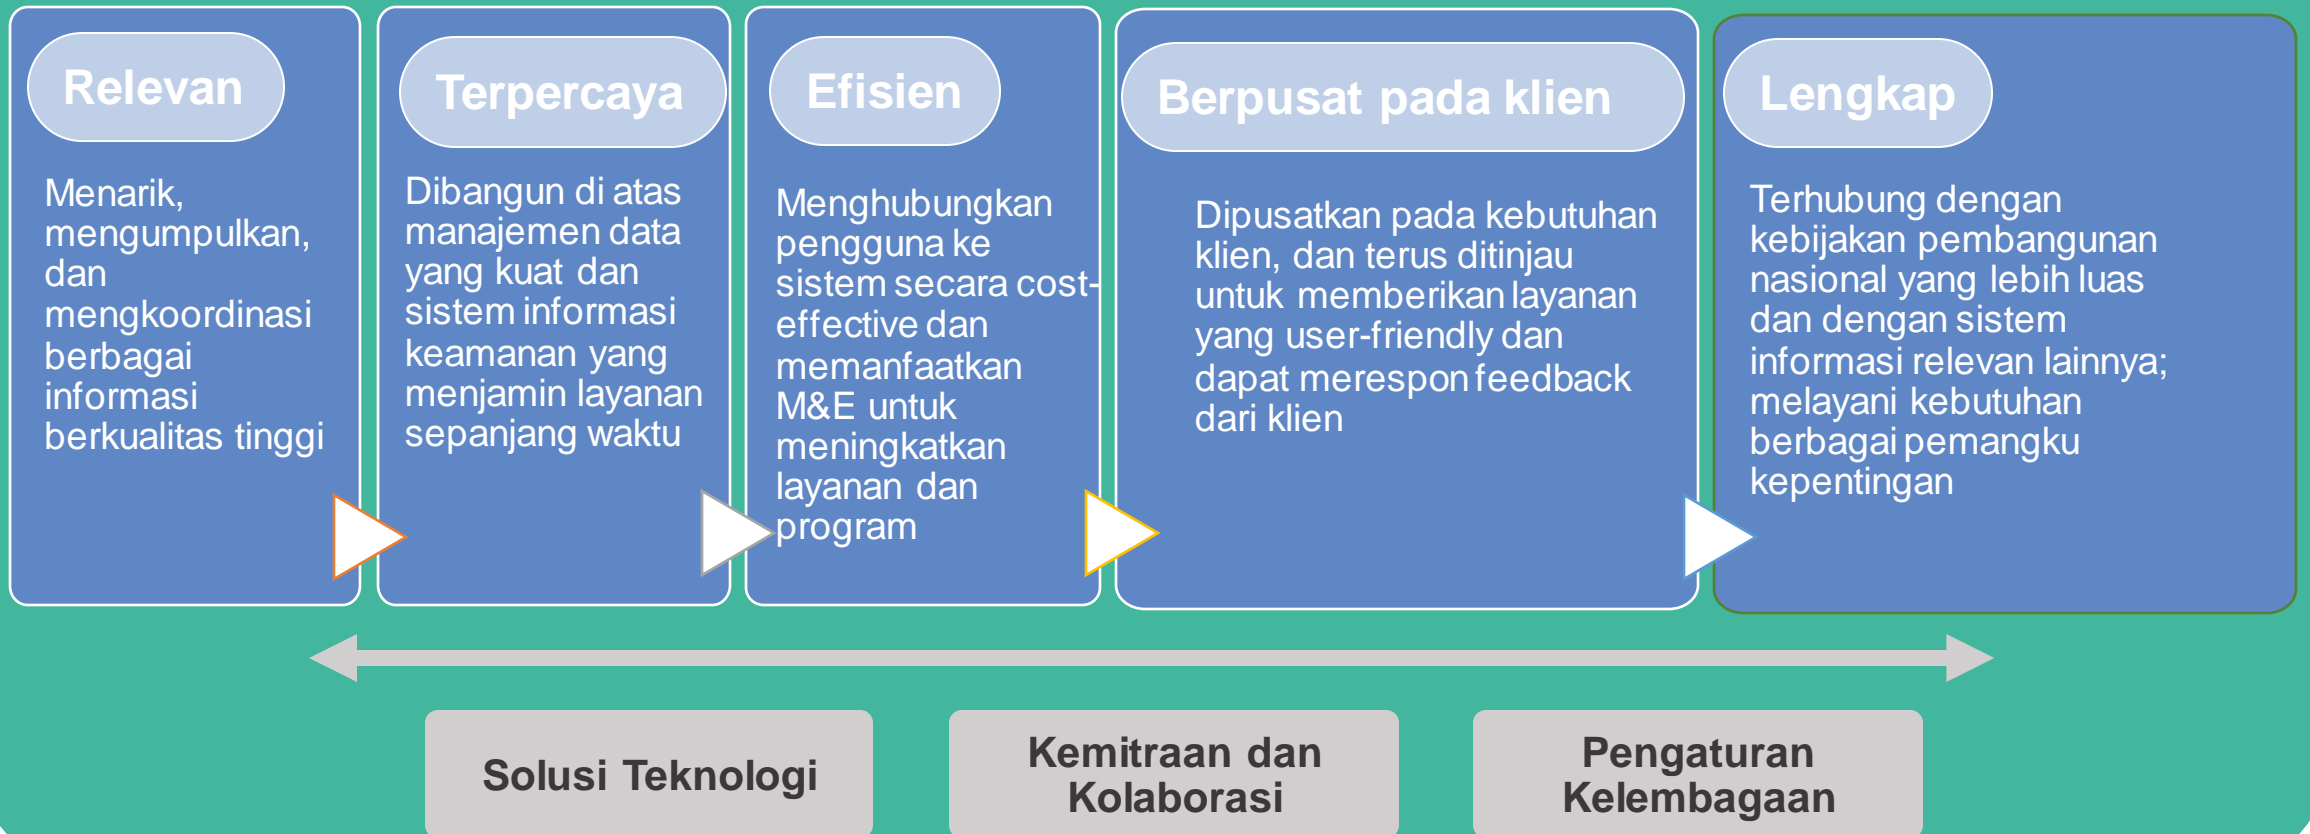 Relevan
Menarik,
mengumpulkan,
dan
mengkoordinasi
berbagai
informasi
berkualitas tinggi
Terpercaya
Dibangun di atas
manajemen data
yang kuat dan
sistem informasi
keamanan yang
menjamin layanan
sepanjang waktu
Efisien
Menghubungkan
pengguna ke
sistem secara cost-
effective dan
memanfaatkan
M&E untuk
meningkatkan
layanan dan
program
Berpusat pada klien
Dipusatkan pada kebutuhan
klien, dan terus ditinjau
untuk memberikan layanan
yang user-friendly dan
dapat merespon feedback
dari klien
Lengkap
Terhubung dengan
kebijakan pembangunan
nasional yang lebih luas
dan dengan sistem
informasi relevan lainnya;
melayani kebutuhan
berbagai pemangku
kepentingan
Solusi Teknologi
Kemitraan dan
Kolaborasi
Pengaturan
Kelembagaan